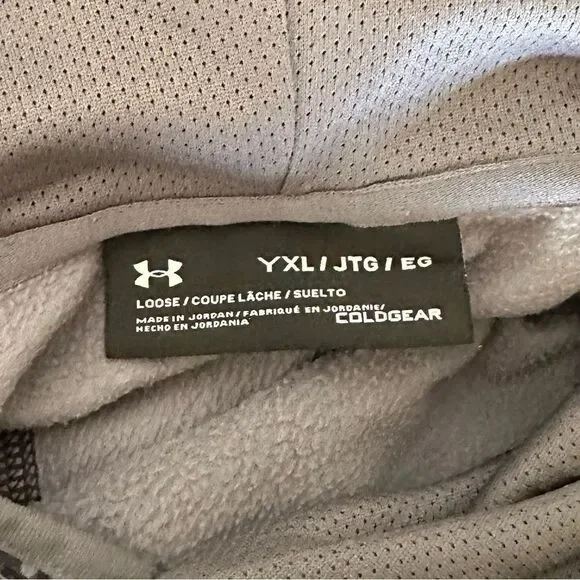 YXL / JTG / EG
LOOSE / COUPE LÂCHE / SUELTO
MADE IN JORDAN / FABRIQUÉ EN JORDANIE/
HECHO EN JORDANIA
COLDGEAR